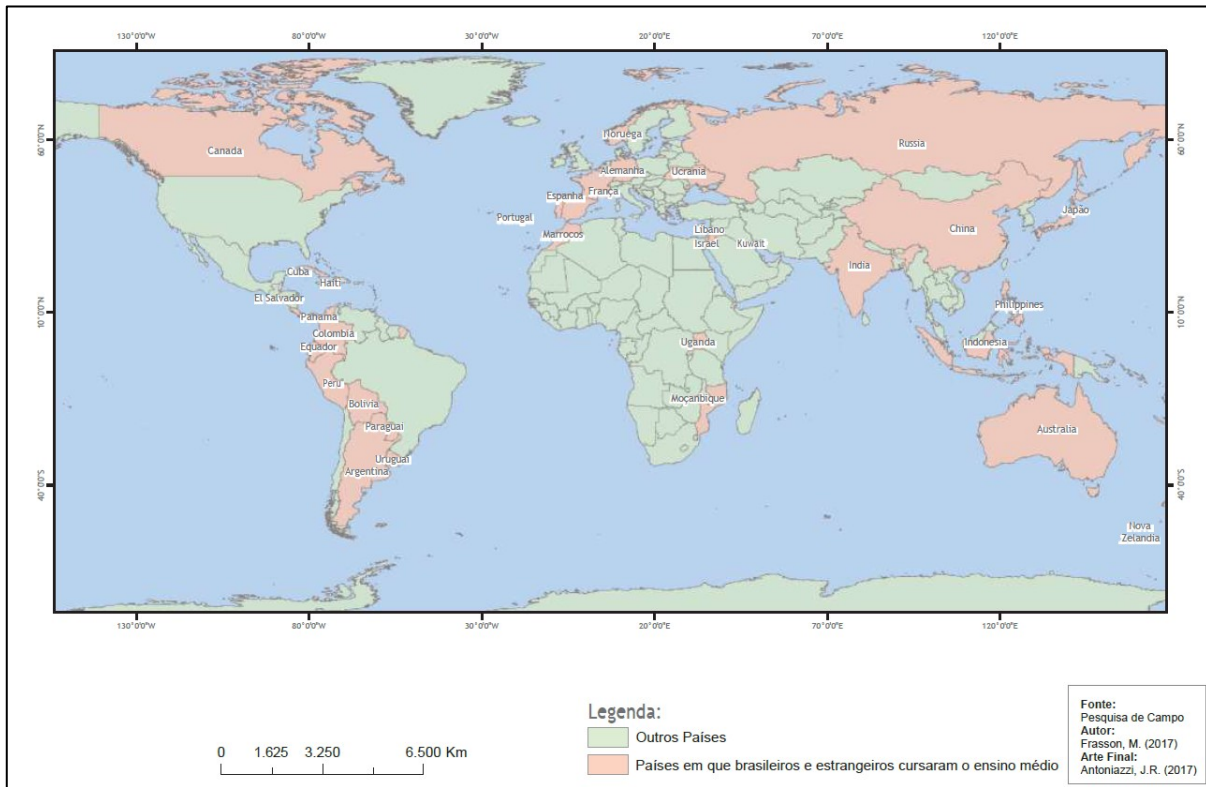 130°0'0"W 80°0'0"W 30°0'0"W 20°0'0"E 70°0'0"E 120°0'0"E
60°0'0"N
60°0'0"N
Noruega
Canada
Russia
Alemanha
Ucrania
Espanha
França
Portugal
Japao
Marrocos
Libano
China
Israel
Kuwait
India
Cuba
Haiti
El Salvador
Philippines
10°0'0"N
10°0'0"N
Panama
Colombia
Equador
Uganda
Indonesia
Peru
Bolivia
Moçanbique
Paraguai
Australia
Uruguai
Argentina
40°0'0"S
40°0'0"S
Nova
Zelandia
130°0'0"W 80°0'0"W 30°0'0"W 20°0'0"E 70°0'0"E 120°0'0"E
Legenda:
Outros Países
Países em que brasileiros e estrangeiros cursaram o ensino médio
0 1.625 3.250 6.500 Km
Fonte:
Pesquisa de Campo
Autor:
Frasson, M. (2017)
Arte Final:
Antoniazzi, J.R. (2017)